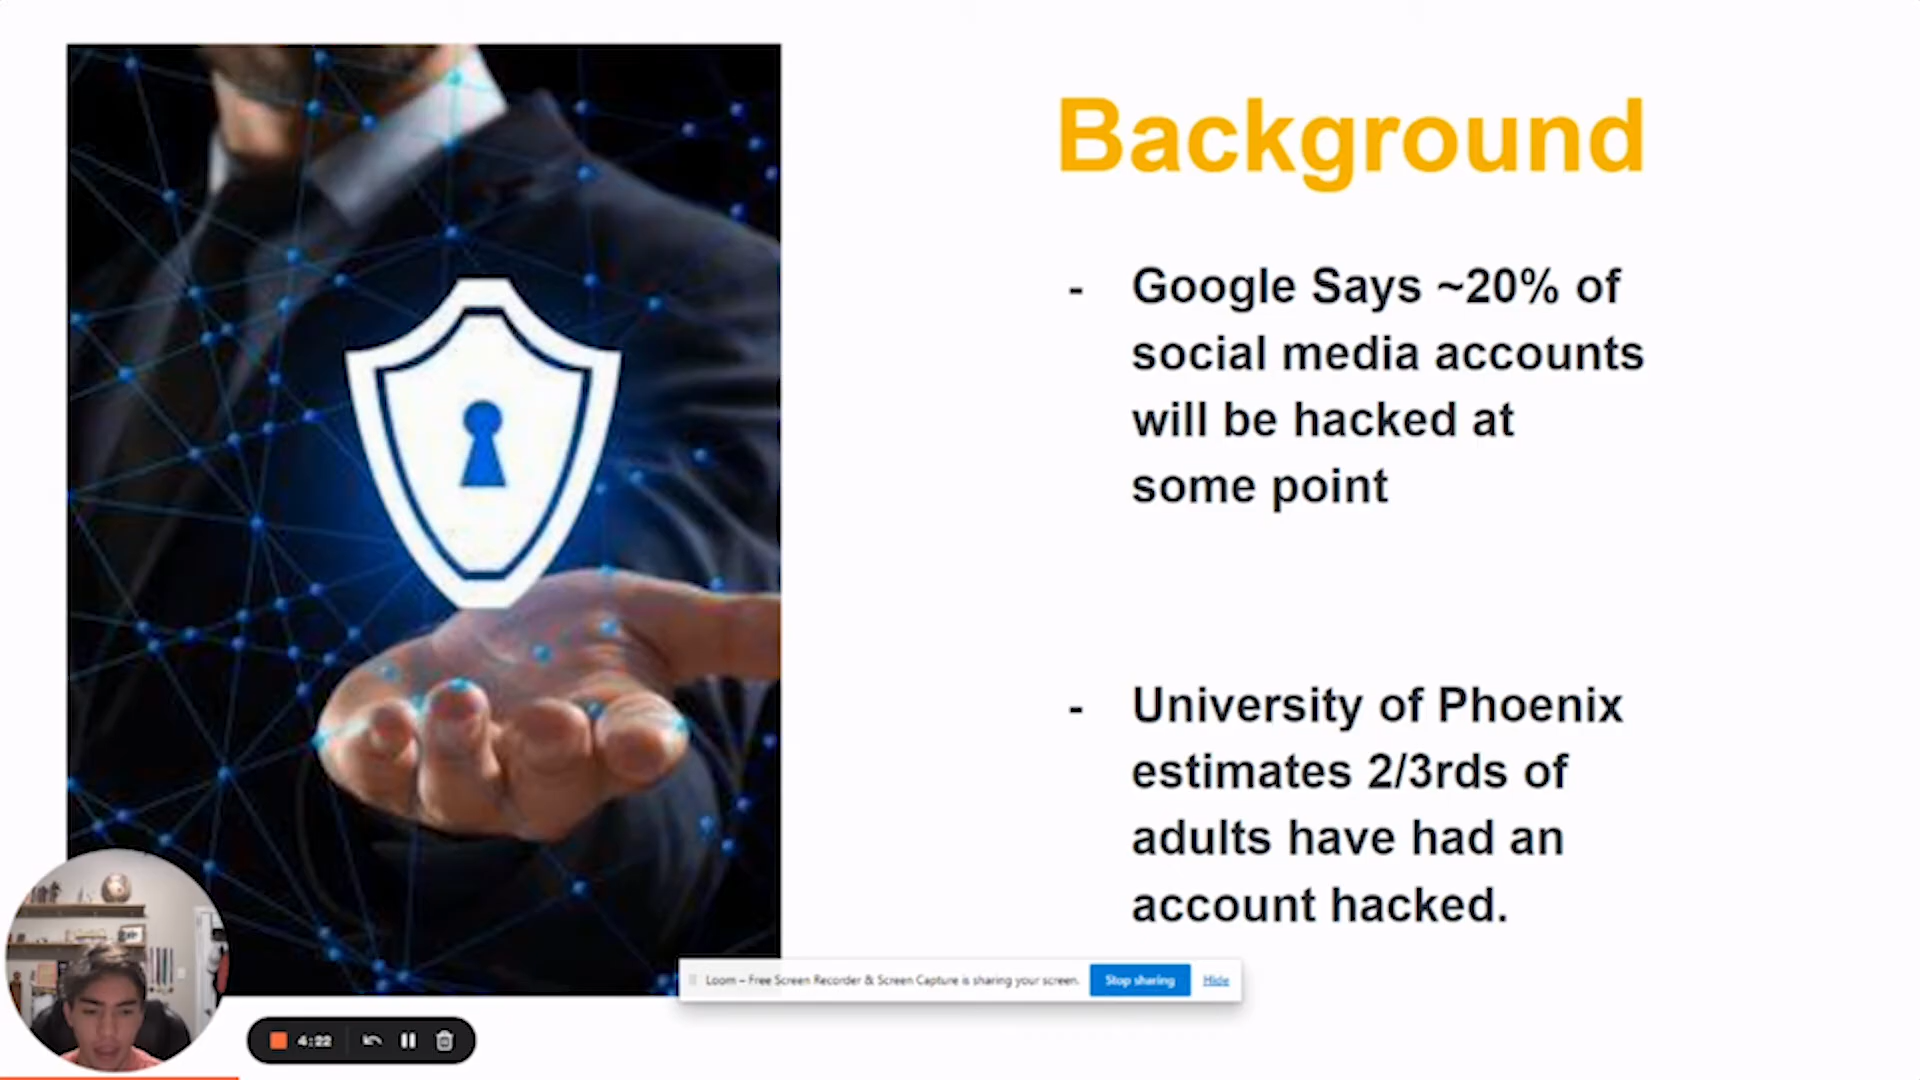 Background
- Google Says ~20% of
social media accounts
will be hacked at
some point
- University of Phoenix
estimates 2/3rds of
adults have had an
account hacked.
Loom – Free Screen Recorder & Screen Capture is sharing your screen. Stop sharing Hide
4:22